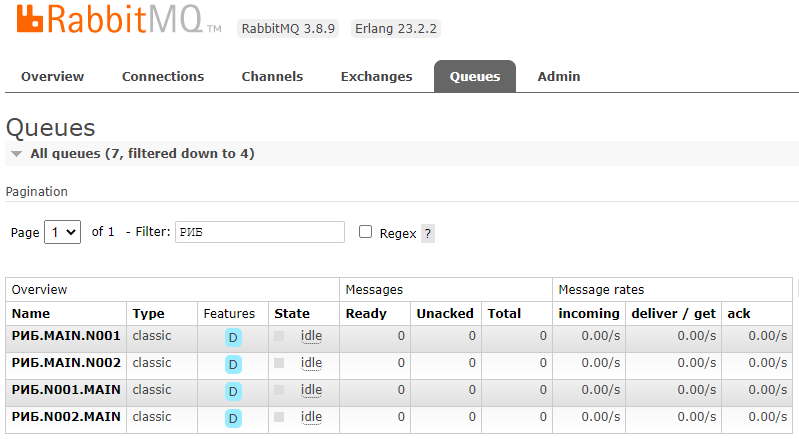 RabbitMQ TM RabbitMQ 3.8.9 Erlang 23.2.2
Overview Connections Channels Exchanges Queues Admin
Queues
All queues (7, filtered down to 4)
Pagination
Page 1 of 1 - Filter: РИБ Regex ?
Overview Messages Message rates
Name Type Features State Ready Unacked Total incoming deliver / get ack
РИБ.MAIN.N001 classic D idle 0 0 0 0.00/s 0.00/s 0.00/s
РИБ.MAIN.N002 classic D idle 0 0 0 0.00/s 0.00/s 0.00/s
РИБ.N001.MAIN classic D idle 0 0 0 0.00/s 0.00/s 0.00/s
РИБ.N002.MAIN classic D idle 0 0 0 0.00/s 0.00/s 0.00/s